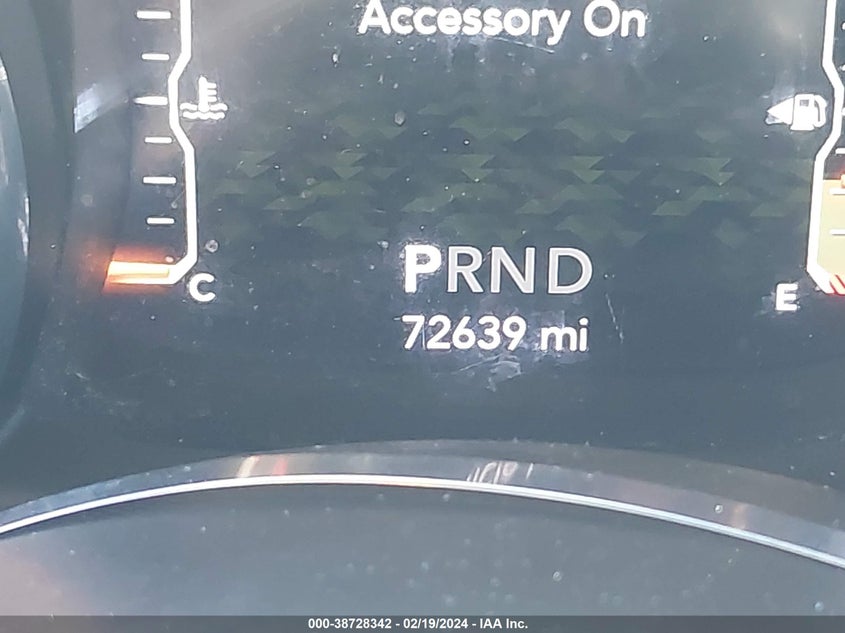 Accessory On
C
E
PRND
72639 mi
000-38728342 - 02/19/2024 - IAA Inc.